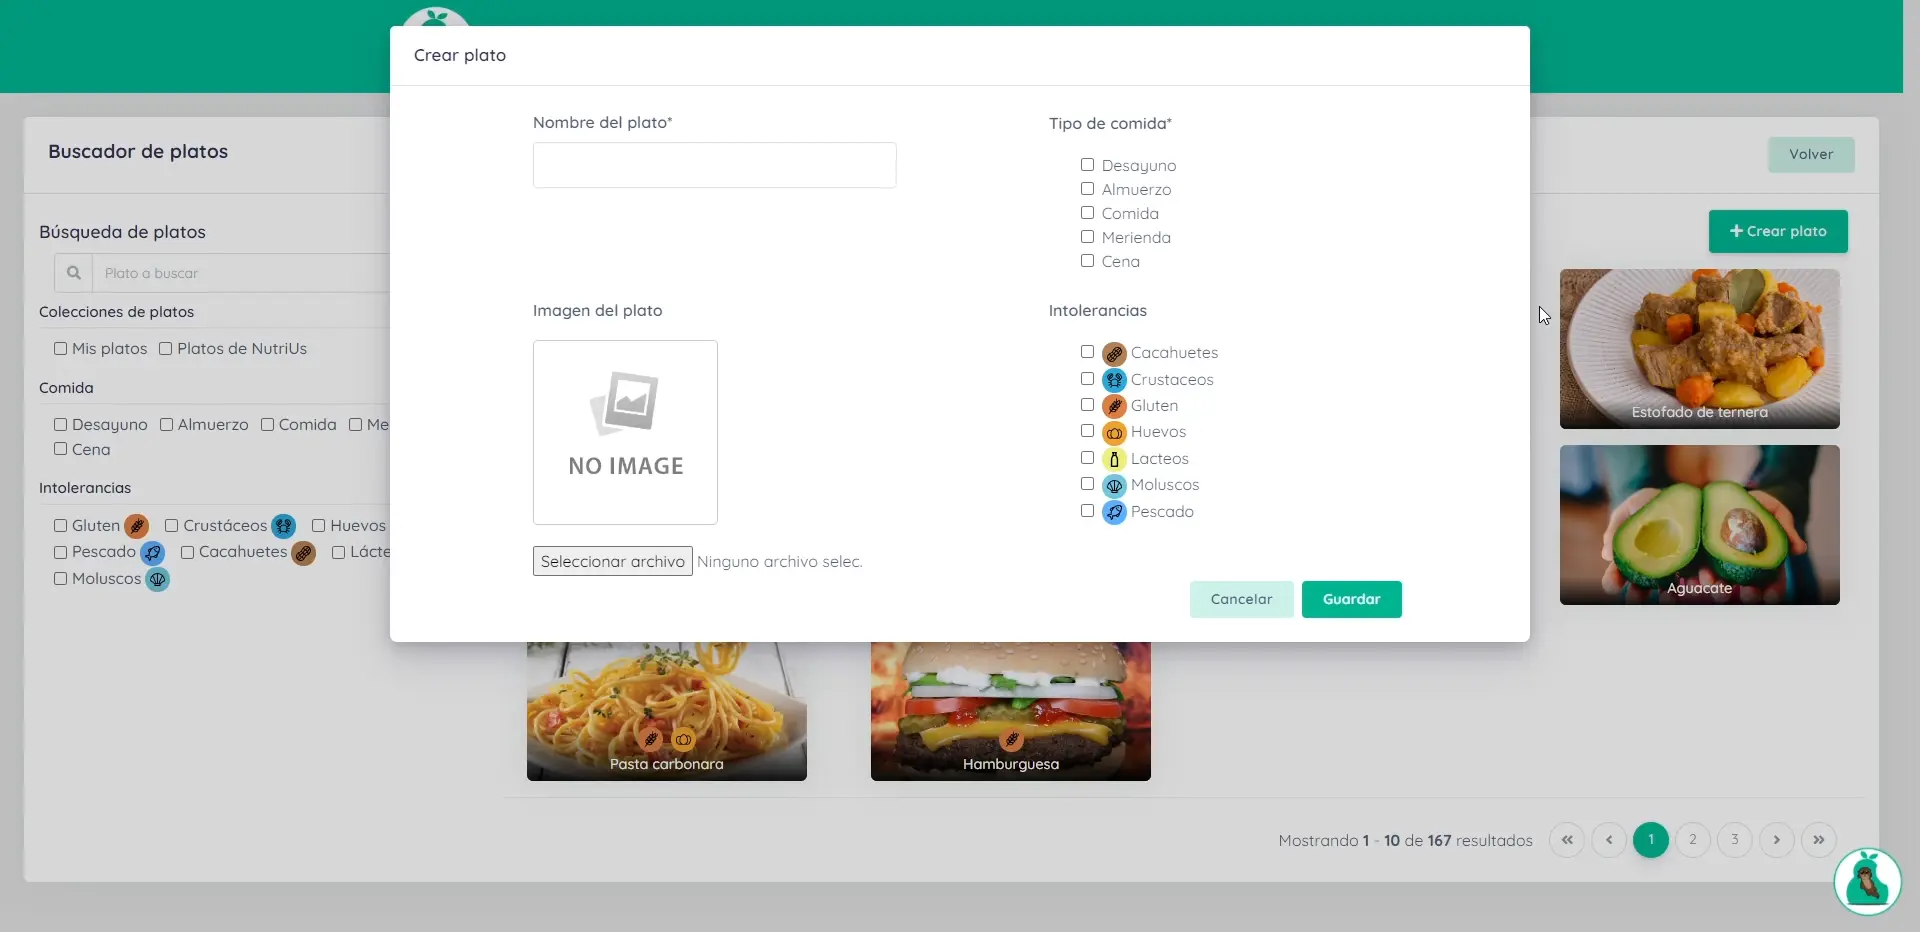 Crear plato
Nombre del plato*
Tipo de comida*
Desayuno
Almuerzo
Comida
Merienda
Cena
Imagen del plato
NO IMAGE
Seleccionar archivo Ninguno archivo selec.
Intolerancias
Cacahuetes
Crustaceos
Gluten
Huevos
Lacteos
Moluscos
Pescado
Cancelar Guardar
Buscador de platos
Volver
Búsqueda de platos
Plato a buscar
Colecciones de platos
Mis platos Platos de NutriUs
Comida
Desayuno Almuerzo Comida Me
Cena
Intolerancias
Gluten Crustáceos Huevos
Pescado Cacahuetes Lácte
Moluscos
+ Crear plato
Estofado de ternera
Aguacate
Pasta carbonara
Hamburguesa
Mostrando 1 - 10 de 167 resultados « ‹ 1 2 3 › »